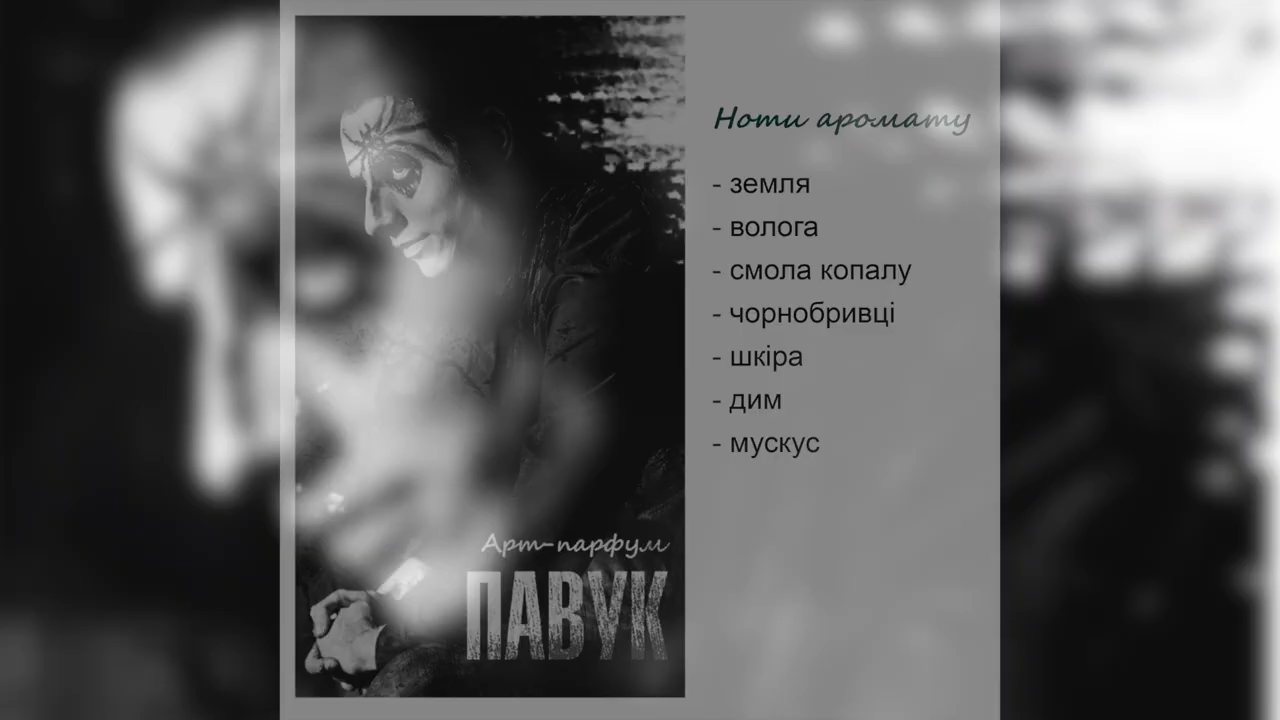 Ноти аромату
- земля
- волога
- смола копалу
- чорнобривці
- шкіра
- дим
- мускус
Арт-парфум
ПАВУК